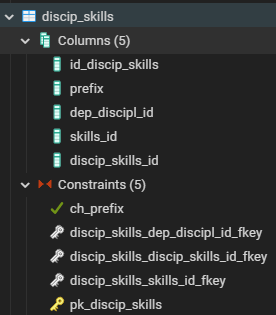 discip_skills
Columns (5)
id_discip_skills
prefix
dep_discipl_id
skills_id
discip_skills_id
Constraints (5)
ch_prefix
discip_skills_dep_discipl_id_fkey
discip_skills_discip_skills_id_fkey
discip_skills_skills_id_fkey
pk_discip_skills